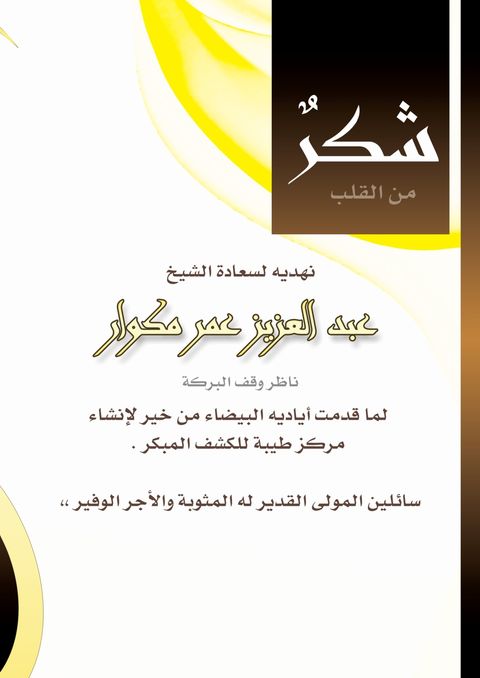 شكرٌ
من القلب
نهديه لسعادة الشيخ
عبد العزيز عمر مكوار
ناظر وقف البركة
لما قدمت أياديه البيضاء من خير لإنشاء
مركز طيبة للكشف المبكر .
سائلين المولى القدير له المثوبة والأجر الوفير ،،